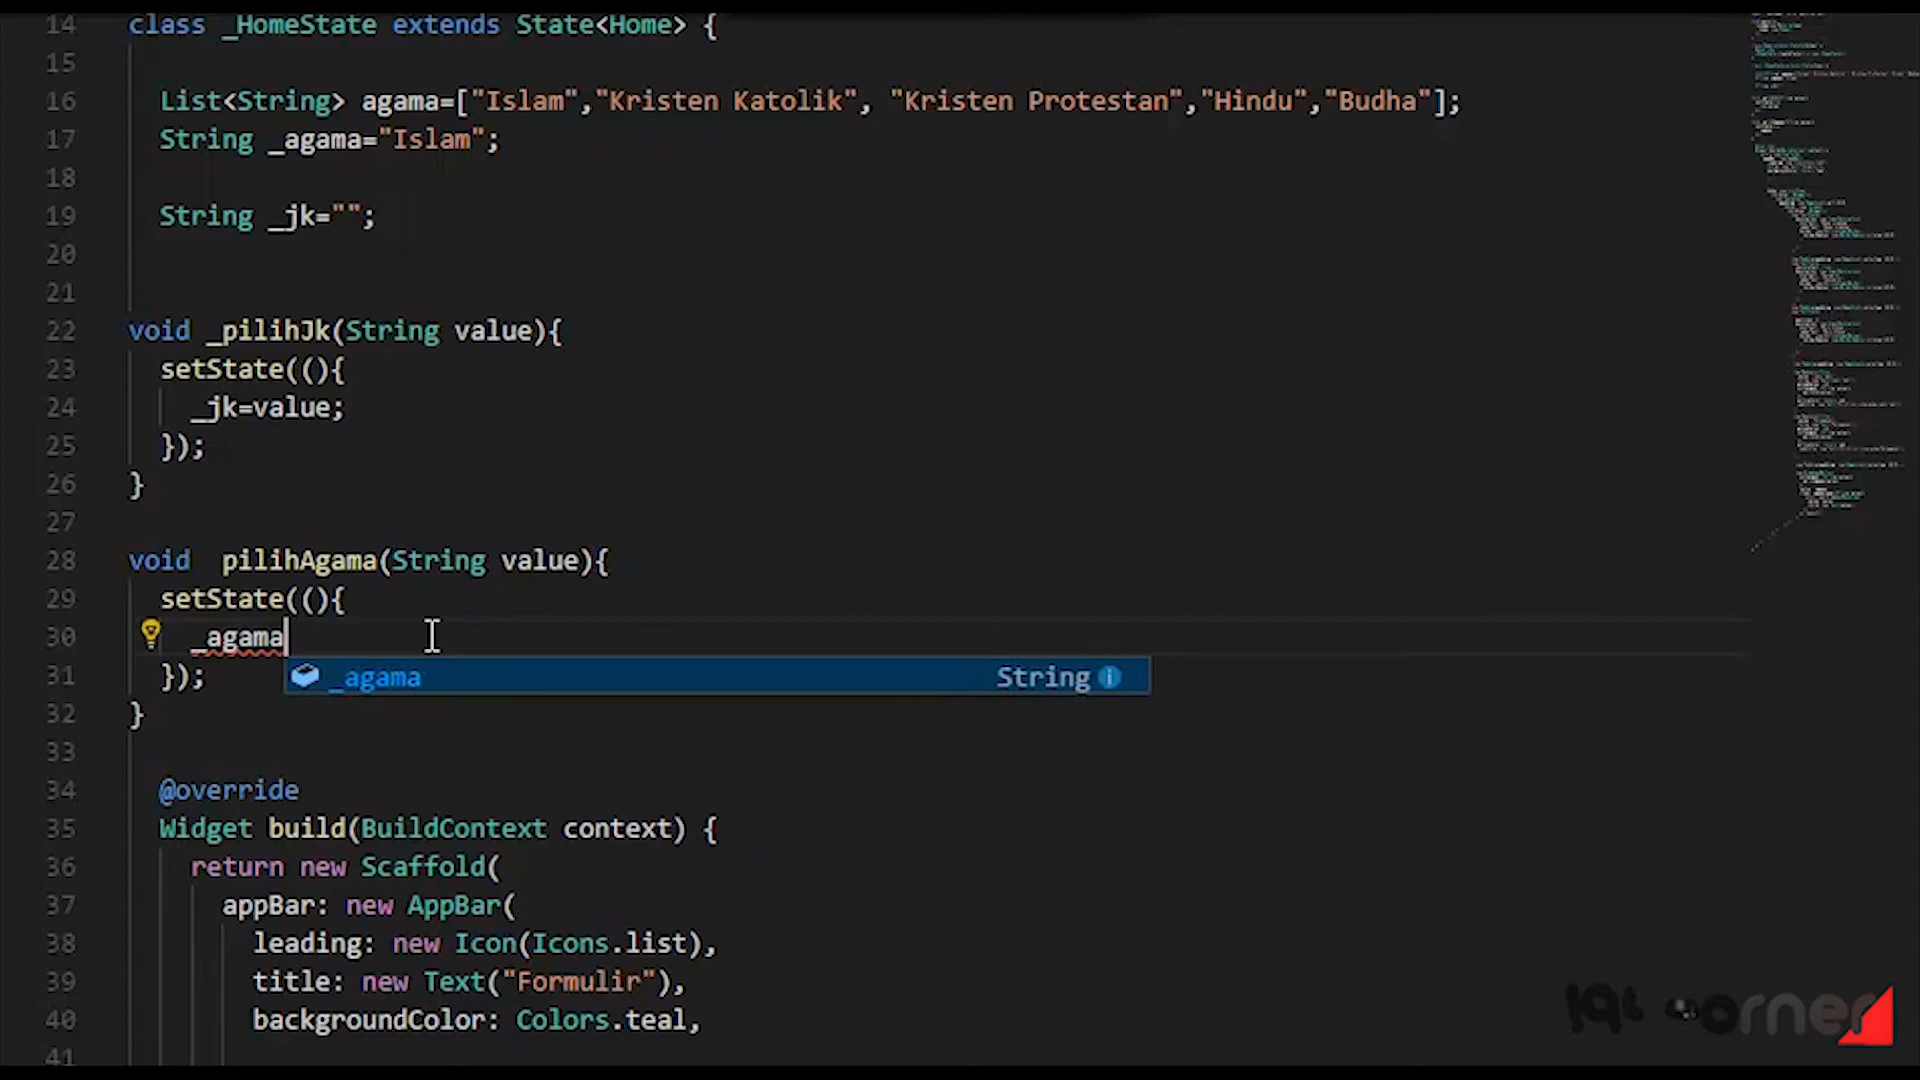 14 class _HomeState extends State<Home> {
15
16 List<String> agama=["Islam","Kristen Katolik", "Kristen Protestan","Hindu","Budha"];
17 String _agama="Islam";
18
19 String _jk="";
20
21
22 void _pilihJk(String value){
23 setState((){
24 _jk=value;
25 });
26 }
27
28 void pilihAgama(String value){
29 setState((){
30 _agama
31 });
_agama String
32 }
33
34 @override
35 Widget build(BuildContext context) {
36 return new Scaffold(
37 appBar: new AppBar(
38 leading: new Icon(Icons.list),
39 title: new Text("Formulir"),
40 backgroundColor: Colors.teal,
41